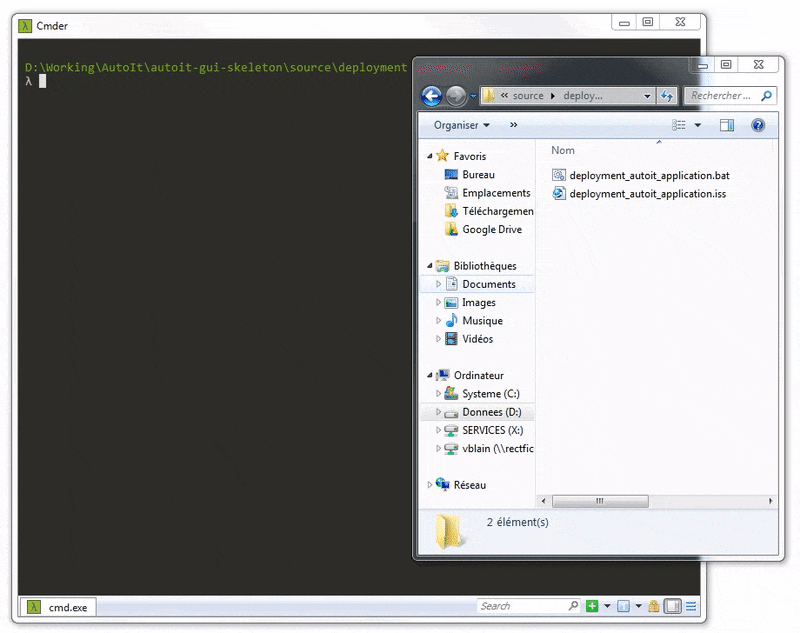 Cmder
D:\Working\AutoIt\autoit-gui-skeleton\source\deployment
λ
« source ▸ deploy...
Rechercher ...
Organiser
»
Favoris
Bureau
Emplacements
Téléchargemen
Google Drive
Bibliothèques
Documents
Images
Musique
Vidéos
Ordinateur
Systeme (C:)
Donnees (D:)
SERVICES (X:)
vblain (\\rectfic
Réseau
Nom
deployment_autoit_application.bat
deployment_autoit_application.iss
2 élément(s)
cmd.exe
Search